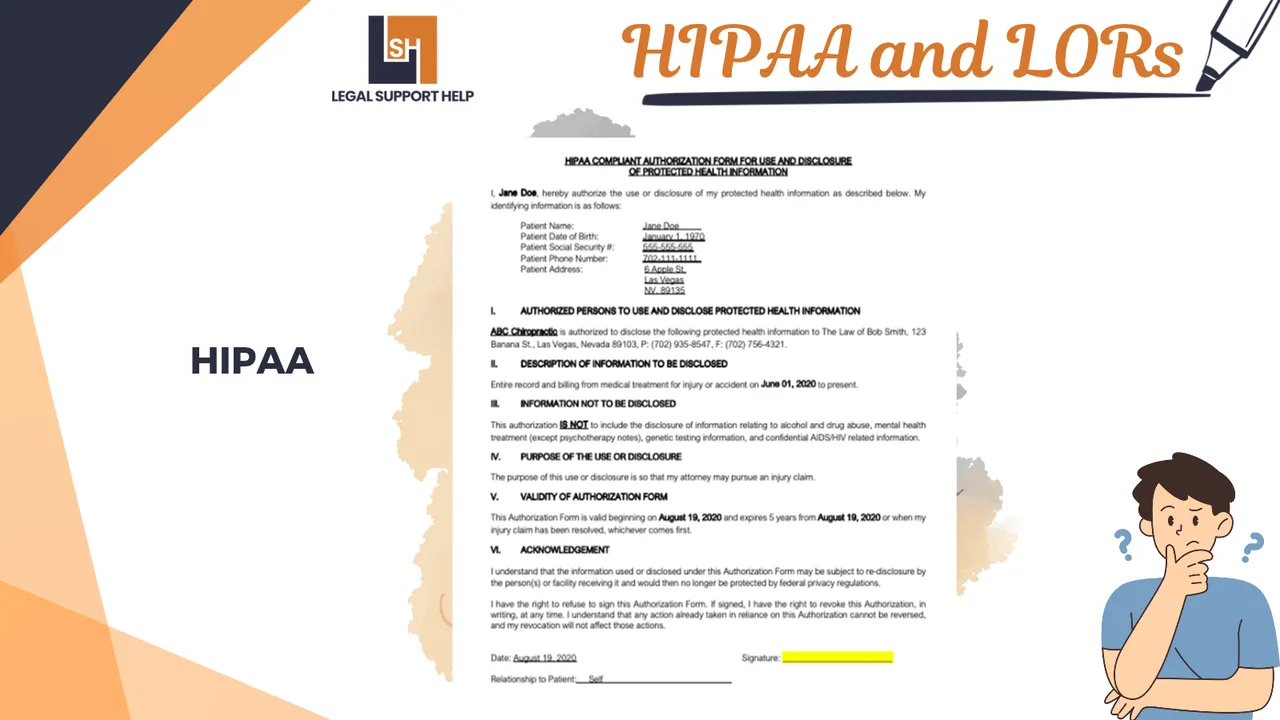 SH
LEGAL SUPPORT HELP
HIPAA and LORs
HIPAA
HIPAA COMPLIANT AUTHORIZATION FORM FOR USE AND DISCLOSURE
OF PROTECTED HEALTH INFORMATION
I, Jane Doe, hereby authorize the use or disclosure of my protected health information as described below. My
identifying information is as follows:
Patient Name: Jane Doe
Patient Date of Birth: January 1, 1970
Patient Social Security #: 555-555-555
Patient Phone Number: 702-111-1111
Patient Address: 6 Apple St.
Las Vegas
NV. 89135
I. AUTHORIZED PERSONS TO USE AND DISCLOSE PROTECTED HEALTH INFORMATION
ABC Chiropractic is authorized to disclose the following protected health information to The Law of Bob Smith, 123
Banana St., Las Vegas, Nevada 89103, P: (702) 935-8547, F: (702) 756-4321.
II. DESCRIPTION OF INFORMATION TO BE DISCLOSED
Entire record and billing from medical treatment for injury or accident on June 01, 2020 to present.
III. INFORMATION NOT TO BE DISCLOSED
This authorization IS NOT to include the disclosure of information relating to alcohol and drug abuse, mental health
treatment (except psychotherapy notes), genetic testing information, and confidential AIDS/HIV related information.
IV. PURPOSE OF THE USE OR DISCLOSURE
The purpose of this use or disclosure is so that my attorney may pursue an injury claim.
V. VALIDITY OF AUTHORIZATION FORM
This Authorization Form is valid beginning on August 19, 2020 and expires 5 years from August 19, 2020 or when my
injury claim has been resolved, whichever comes first.
VI. ACKNOWLEDGEMENT
I understand that the information used or disclosed under this Authorization Form may be subject to re-disclosure by
the person(s) or facility receiving it and would then no longer be protected by federal privacy regulations.
I have the right to refuse to sign this Authorization Form. If signed, I have the right to revoke this Authorization, in
writing, at any time. I understand that any action already taken in reliance on this Authorization cannot be reversed,
and my revocation will not affect those actions.
Date: August 19, 2020 Signature:
Relationship to Patient: Self